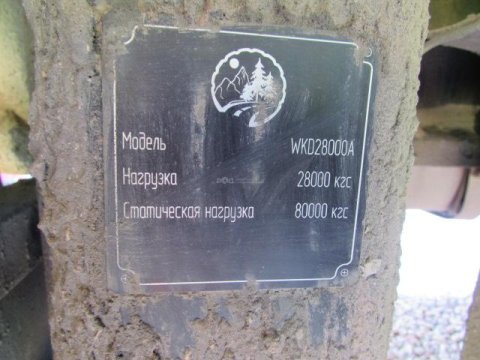 Модель WKD28000A
Нагрузка 28000 кгс
Статическая нагрузка 80000 кгс